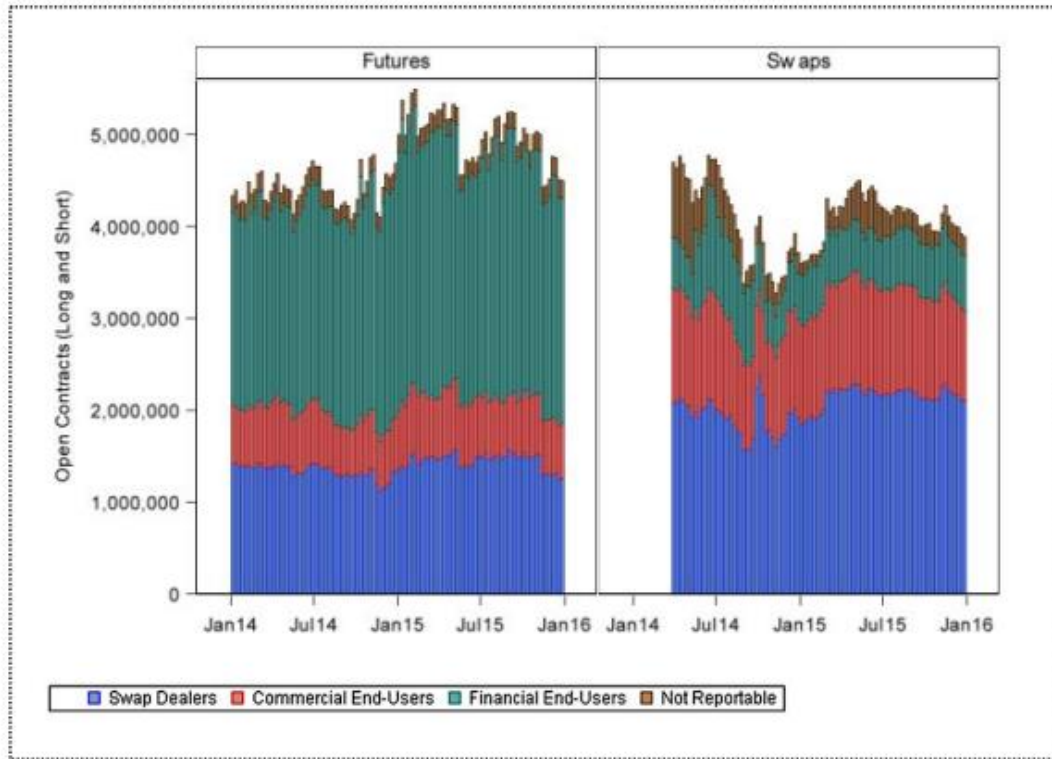 Futures
Swaps
Open Contracts (Long and Short)
5,000,000
4,000,000
3,000,000
2,000,000
1,000,000
0
Jan14 Jul14 Jan15 Jul15 Jan16
Jan14 Jul14 Jan15 Jul15 Jan16
Swap Dealers Commercial End-Users Financial End-Users Not Reportable